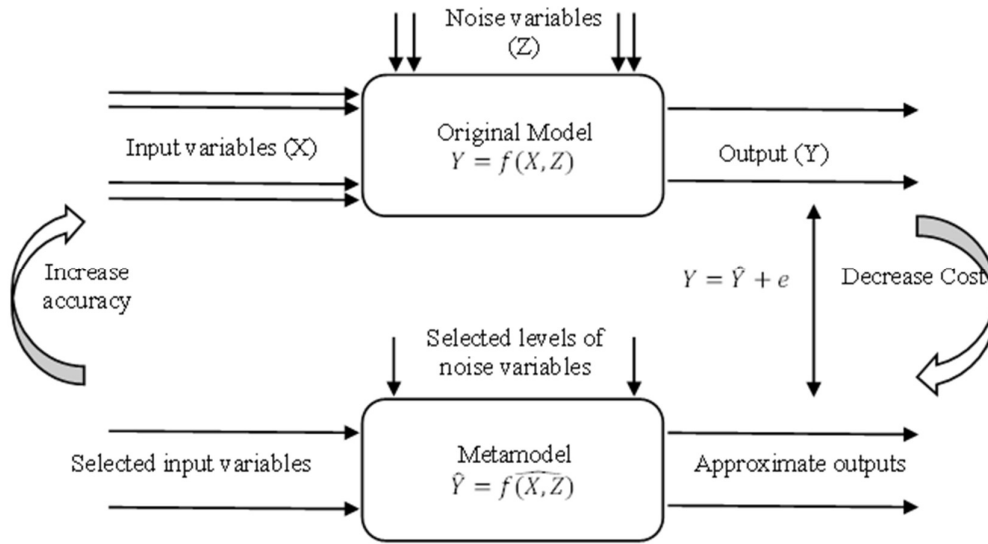 Noise variables
(Z)
Original Model
Y = f(X, Z)
Input variables (X)
Output (Y)
Increase
accuracy
Y = Ŷ + e
Decrease Cost
Selected levels of
noise variables
Metamodel
Ŷ = f(X, Z)̂
Selected input variables
Approximate outputs